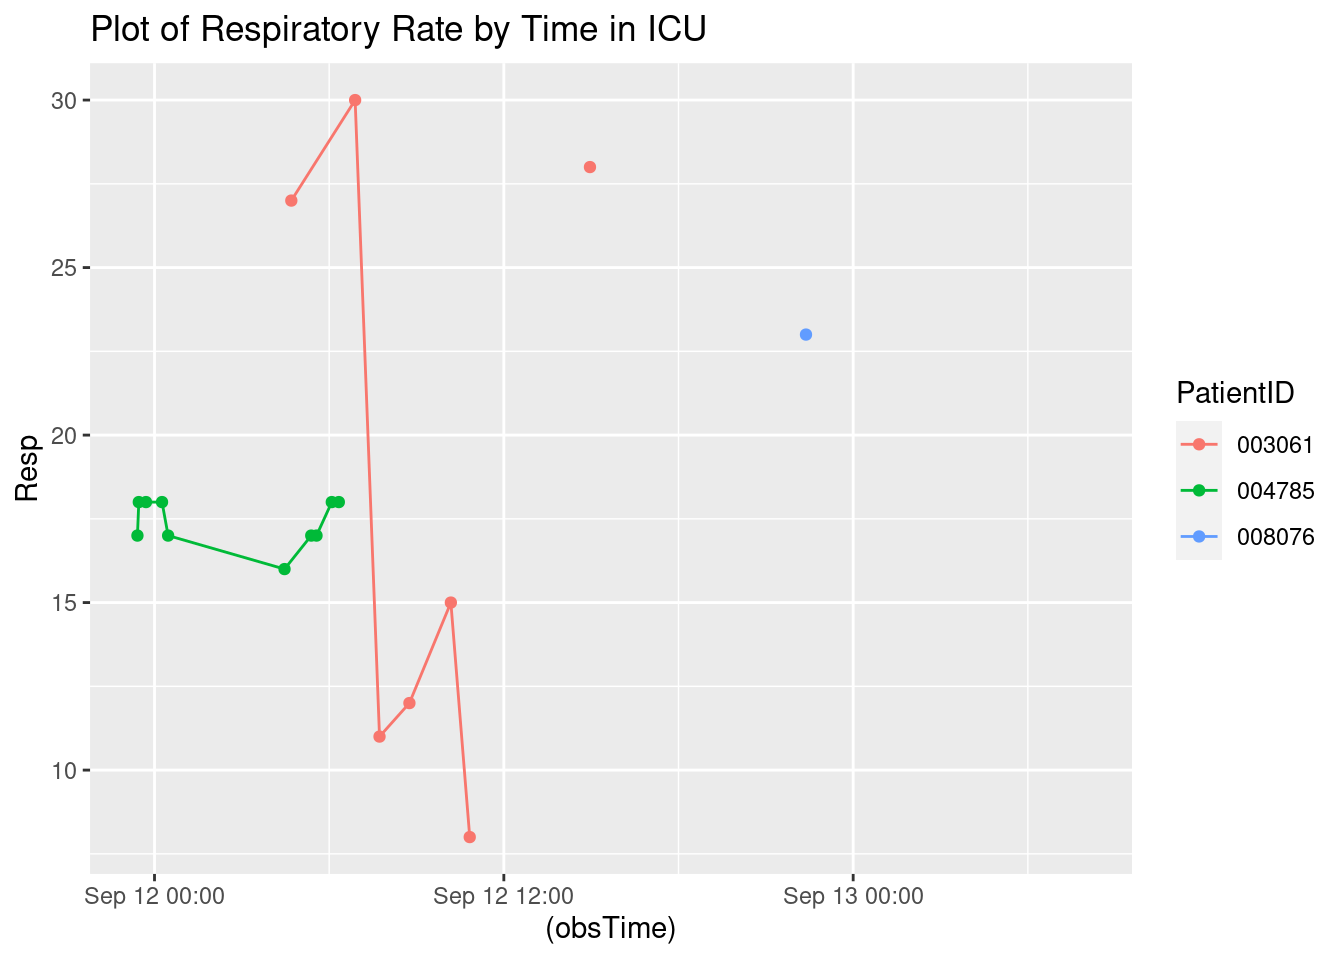 Plot of Respiratory Rate by Time in ICU
30
25
20
15
10
Resp
Sep 12 00:00
Sep 12 12:00
Sep 13 00:00
(obsTime)
PatientID
003061
004785
008076